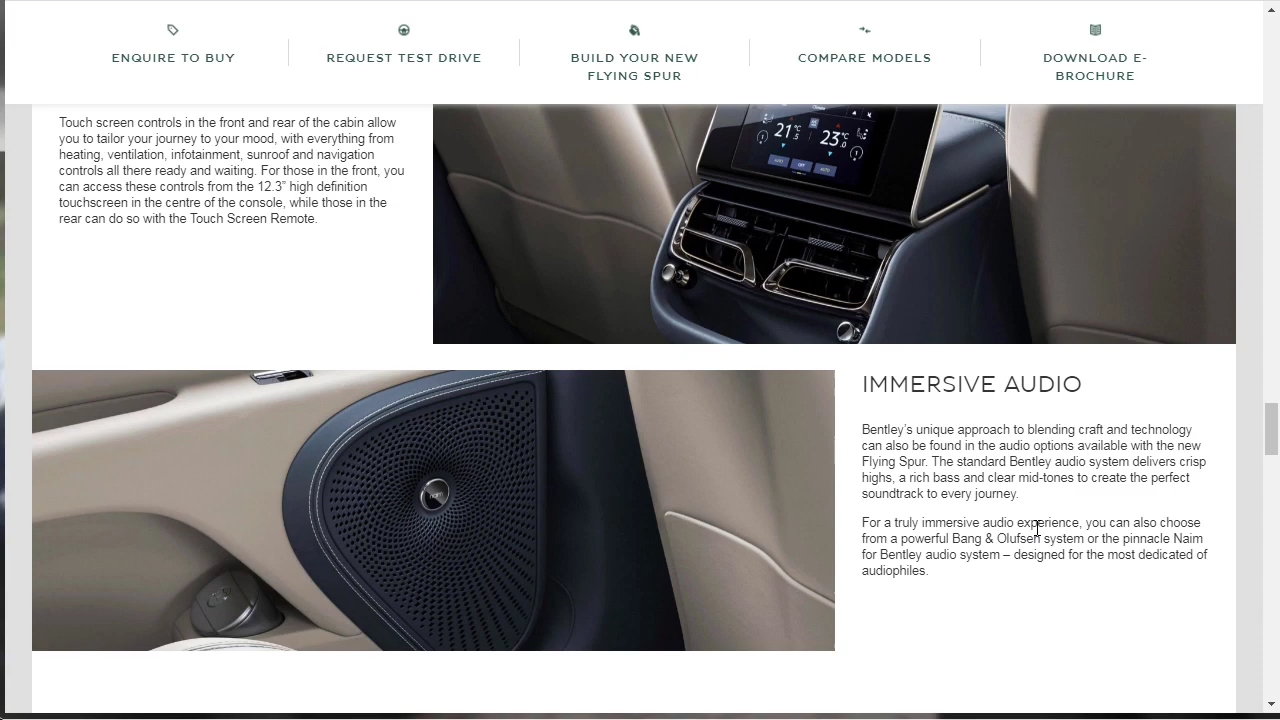 ENQUIRE TO BUY
REQUEST TEST DRIVE
BUILD YOUR NEW
FLYING SPUR
COMPARE MODELS
DOWNLOAD E-
BROCHURE
Touch screen controls in the front and rear of the cabin allow
you to tailor your journey to your mood, with everything from
heating, ventilation, infotainment, sunroof and navigation
controls all there ready and waiting. For those in the front, you
can access these controls from the 12.3” high definition
touchscreen in the centre of the console, while those in the
rear can do so with the Touch Screen Remote.
21.5 °C
23.0 °C
AUTO
OFF
AUTO
naim
IMMERSIVE AUDIO
Bentley’s unique approach to blending craft and technology
can also be found in the audio options available with the new
Flying Spur. The standard Bentley audio system delivers crisp
highs, a rich bass and clear mid-tones to create the perfect
soundtrack to every journey.
For a truly immersive audio experience, you can also choose
from a powerful Bang & Olufsen system or the pinnacle Naim
for Bentley audio system – designed for the most dedicated of
audiophiles.